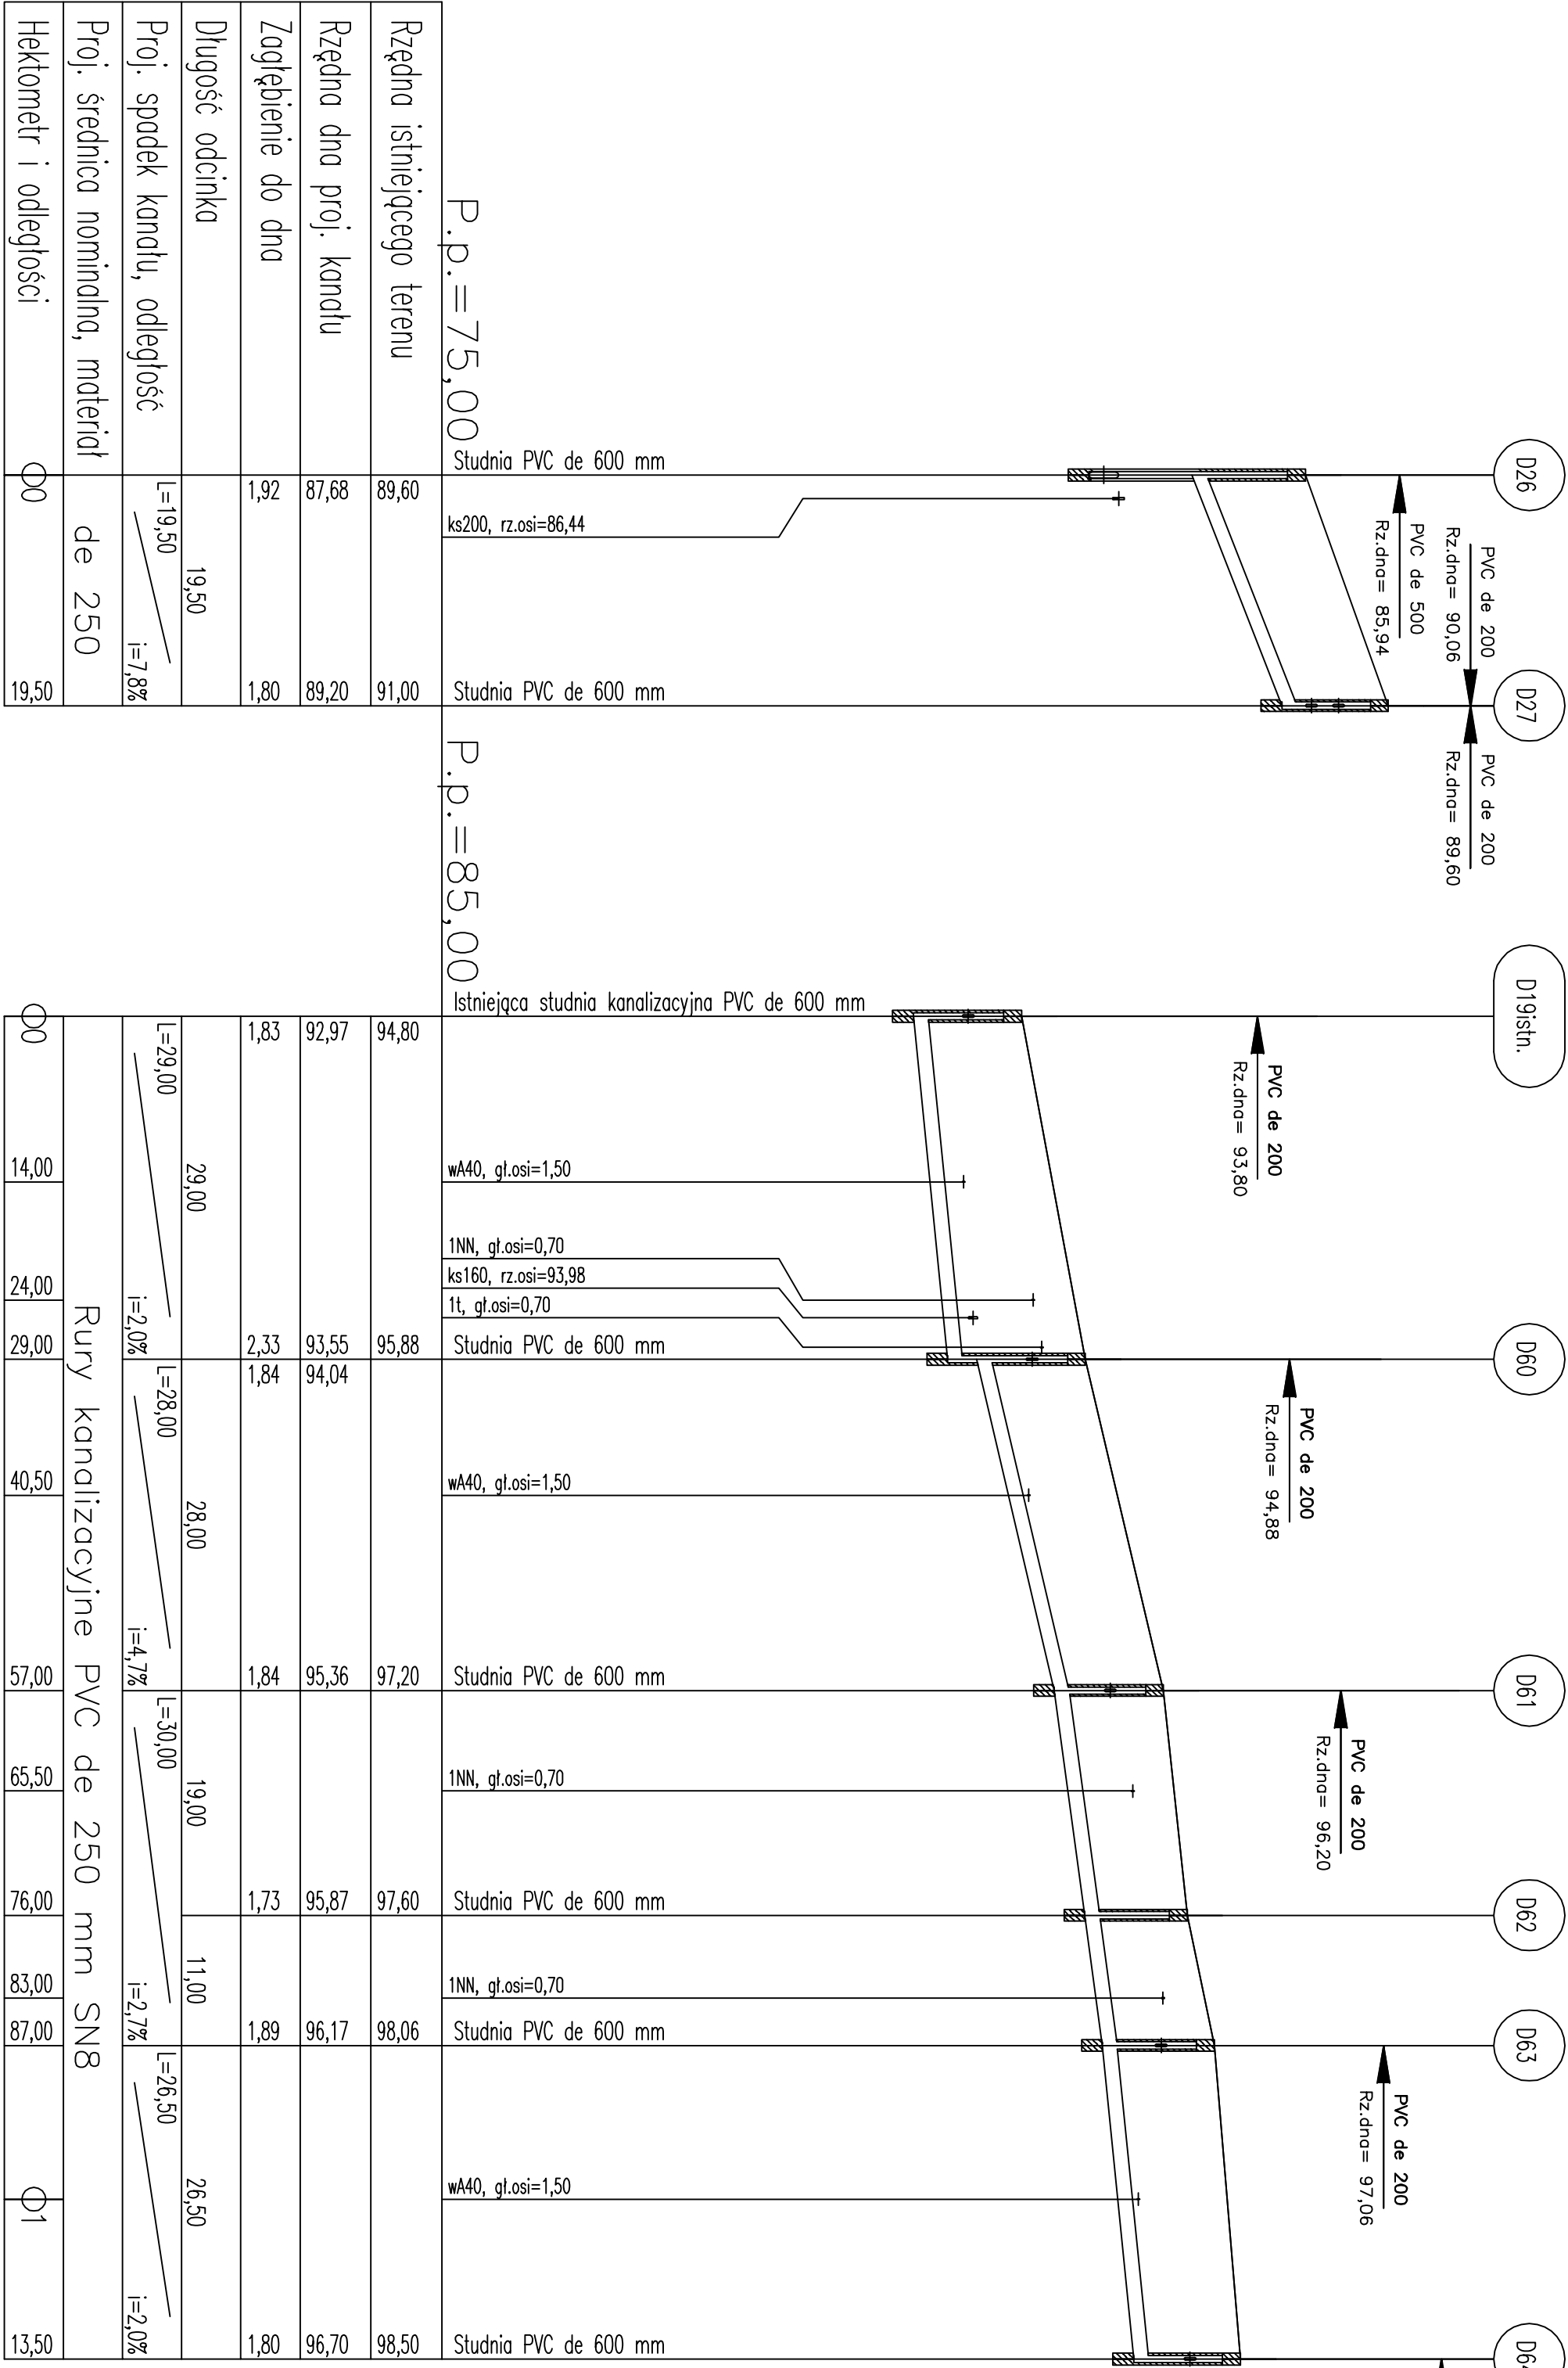 D26
D27
D19istn.
D60
D61
D62
D63
PVC de 200
Rz.dna= 90,06
PVC de 500
Rz.dna= 85,94
PVC de 200
Rz.dna= 89,60
PVC de 200
Rz.dna= 93,80
PVC de 200
Rz.dna= 94,88
PVC de 200
Rz.dna= 96,20
PVC de 200
Rz.dna= 97,06
P.p.=75,00
Studnia PVC de 600 mm
ks200, rz.osi=86,44
Studnia PVC de 600 mm
P.p.=85,00
Istniejąca studnia kanalizacyjna PVC de 600 mm
wA40, gł.osi=1,50
1NN, gł.osi=0,70
ks160, rz.osi=93,98
1t, gł.osi=0,70
Studnia PVC de 600 mm
wA40, gł.osi=1,50
Studnia PVC de 600 mm
1NN, gł.osi=0,70
Studnia PVC de 600 mm
1NN, gł.osi=0,70
Studnia PVC de 600 mm
wA40, gł.osi=1,50
Studnia PVC de 600 mm
Rzędna istniejącego terenu 89,60 91,00 94,80 95,88 97,20 97,60 98,06 98,50
Rzędna dna proj. kanału 87,68 89,20 92,97 93,55 94,04 95,36 95,87 96,17 96,70
Zagłębienie do dna 1,92 1,80 1,83 2,33 1,84 1,84 1,73 1,89 1,80
Długość odcinka 19,50 29,00 28,00 19,00 11,00 26,50
Proj. spadek kanału, odległość L=19,50 i=7,8% L=29,00 i=2,0% L=28,00 i=4,7% L=30,00 i=2,7% L=26,50 i=2,0%
Proj. średnica nominalna, materiał de 250 Rury kanalizacyjne PVC de 250 mm SN8
Hektometr i odległości 00 19,50 00 14,00 24,00 29,00 40,50 57,00 65,50 76,00 83,00 87,00 01 13,50